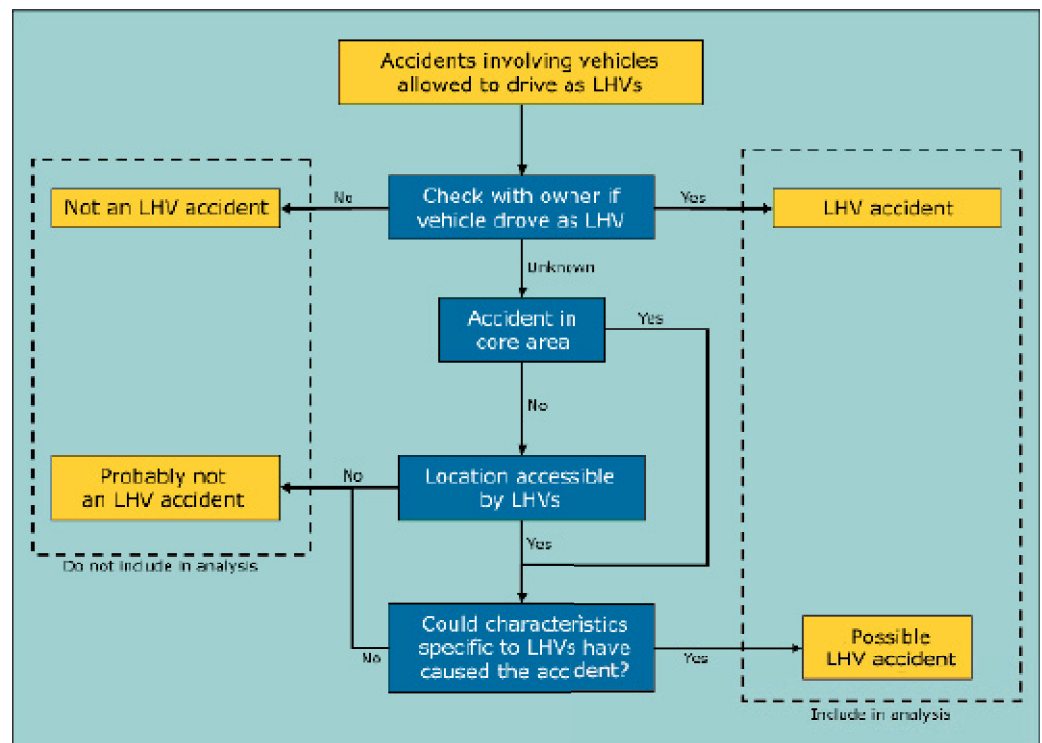 Accidents involving vehicles
allowed to drive as LHVs
Not an LHV accident
No
Check with owner if
vehicle drove as LHV
Yes
LHV accident
Unknown
Accident in
core area
Yes
No
Probably not
an LHV accident
No
Location accessible
by LHVs
Do not include in analysis
Yes
No
Could characteristics
specific to LHVs have
caused the accident?
Yes
Possible
LHV accident
Include in analysis